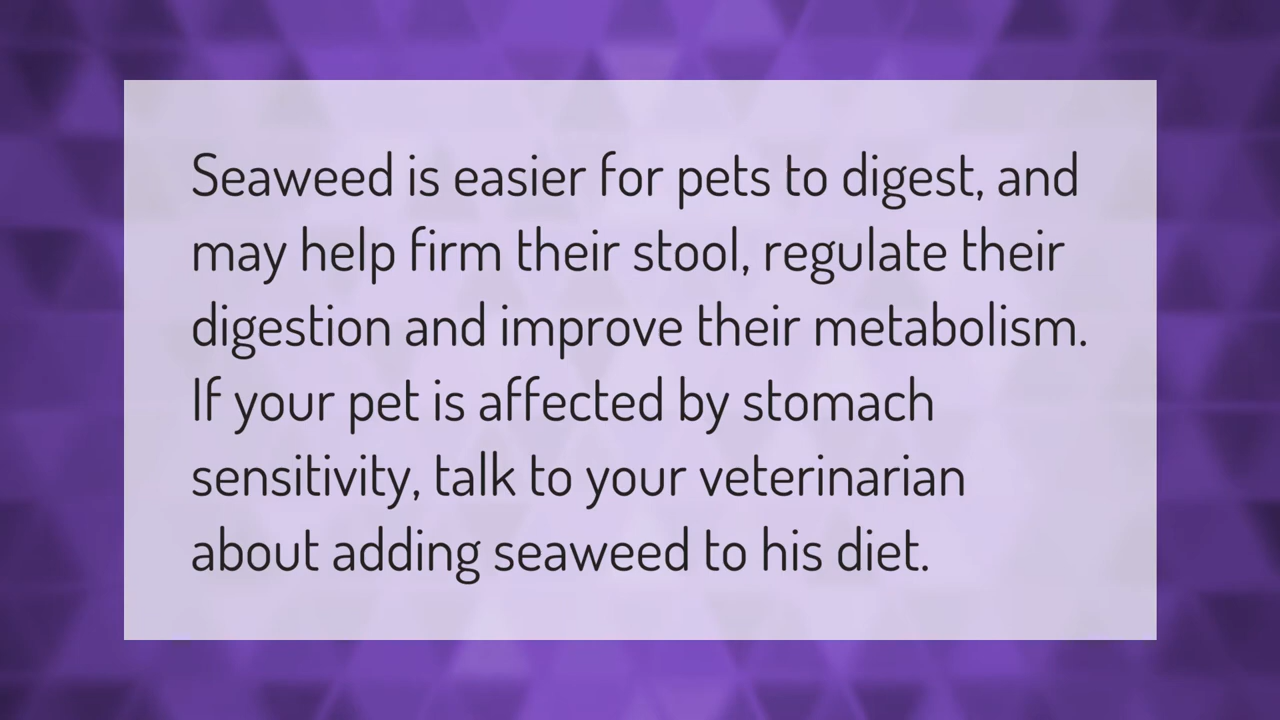 Seaweed is easier for pets to digest, and
may help firm their stool, regulate their
digestion and improve their metabolism.
If your pet is affected by stomach
sensitivity, talk to your veterinarian
about adding seaweed to his diet.